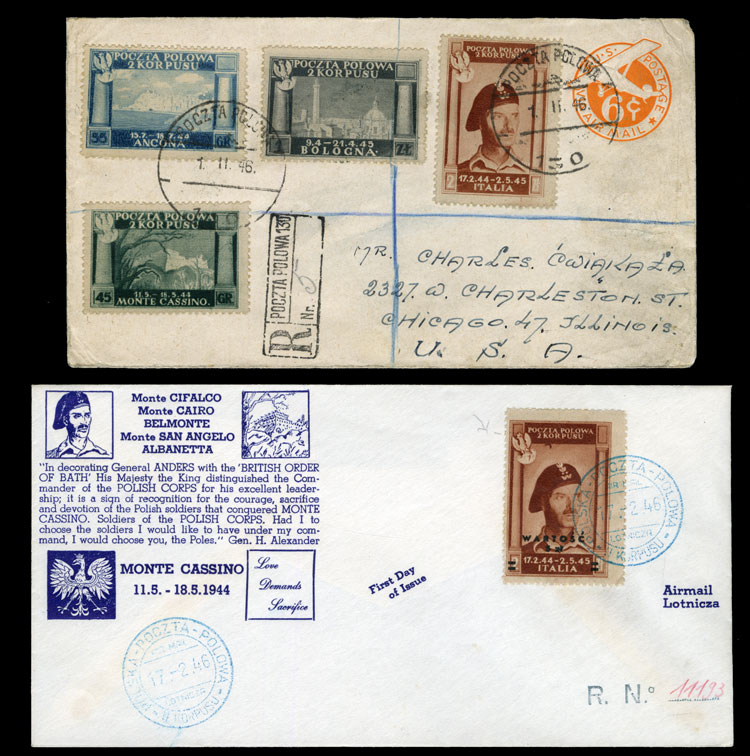 POCZTA POLOWA
2 KORPUSU
55 GR
13.7. - 18.7.44
ANCONA
POCZTA POLOWA
2 KORPUSU
1 ZŁ
9.4 - 21.4.45
BOLOGNA
POCZTA POLOWA
2 KORPUSU
2
17.2.44 - 2.5.45
ITALIA
U.S. POSTAGE
6¢
VIA AIR MAIL
POCZTA POLOWA
1. II 46.
POCZTA POLOWA
1. II. 46.
130
POCZTA POLOWA
2 KORPUSU
45 GR
11.5. - 18.5.44
MONTE CASSINO.
R POCZTA POLOWA 130
Nr. 5
MR. CHARLES. ĆWIĄKAŁA.
2327. W. CHARLESTON. ST.
CHICAGO. 47. ILLINOIS.
U. S. A.
Monte CIFALCO
Monte CAIRO
BELMONTE
Monte SAN ANGELO
ALBANETTA
"In decorating General ANDERS with the 'BRITISH ORDER
OF BATH' His Majesty the King distinguished the Com-
mander of the POLISH CORPS for his excellent leader-
ship; it is a sign of recognition for the courage, sacrifice
and devotion of the Polish soldiers that conquered MONTE
CASSINO. Soldiers of the POLISH CORPS. Had I to
choose the soldiers I would like to have under my com-
mand, I would choose you, the Poles." Gen. H. Alexander
MONTE CASSINO
11.5. - 18.5.1944
Love
Demands
Sacrifice
First Day
of Issue
POCZTA POLOWA
2 KORPUSU
WARTOŚĆ
17.2.44 - 2.5.45
ITALIA
POCZTA-POLOWA
17.-2.46
LOTNICZA
KORPUSU
Airmail
Lotnicza
POLSKA-POCZTA-POLOWA
17.-2.46
LOTNICZA
KORPUSU
R. N.º 11193